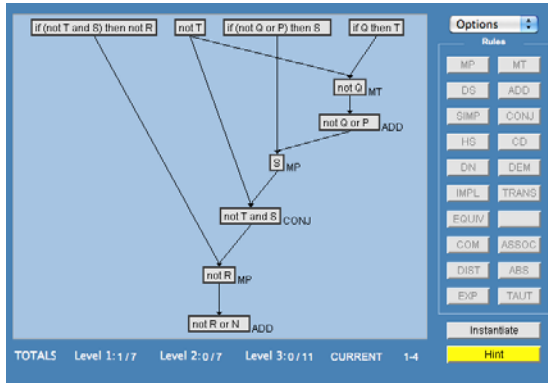 if (not T and S) then not R not T if (not Q or P) then S if Q then T
not Q MT
not Q or P ADD
S MP
not T and S CONJ
not R MP
not R or N ADD
TOTALS Level 1: 1/7 Level 2: 0/7 Level 3: 0/11 CURRENT 1-4
Options
Rules
MP MT
DS ADD
SIMP CONJ
HS CD
DN DEM
IMPL TRANS
EQUIV
COM ASSOC
DIST ABS
EXP TAUT
Instantiate
Hint